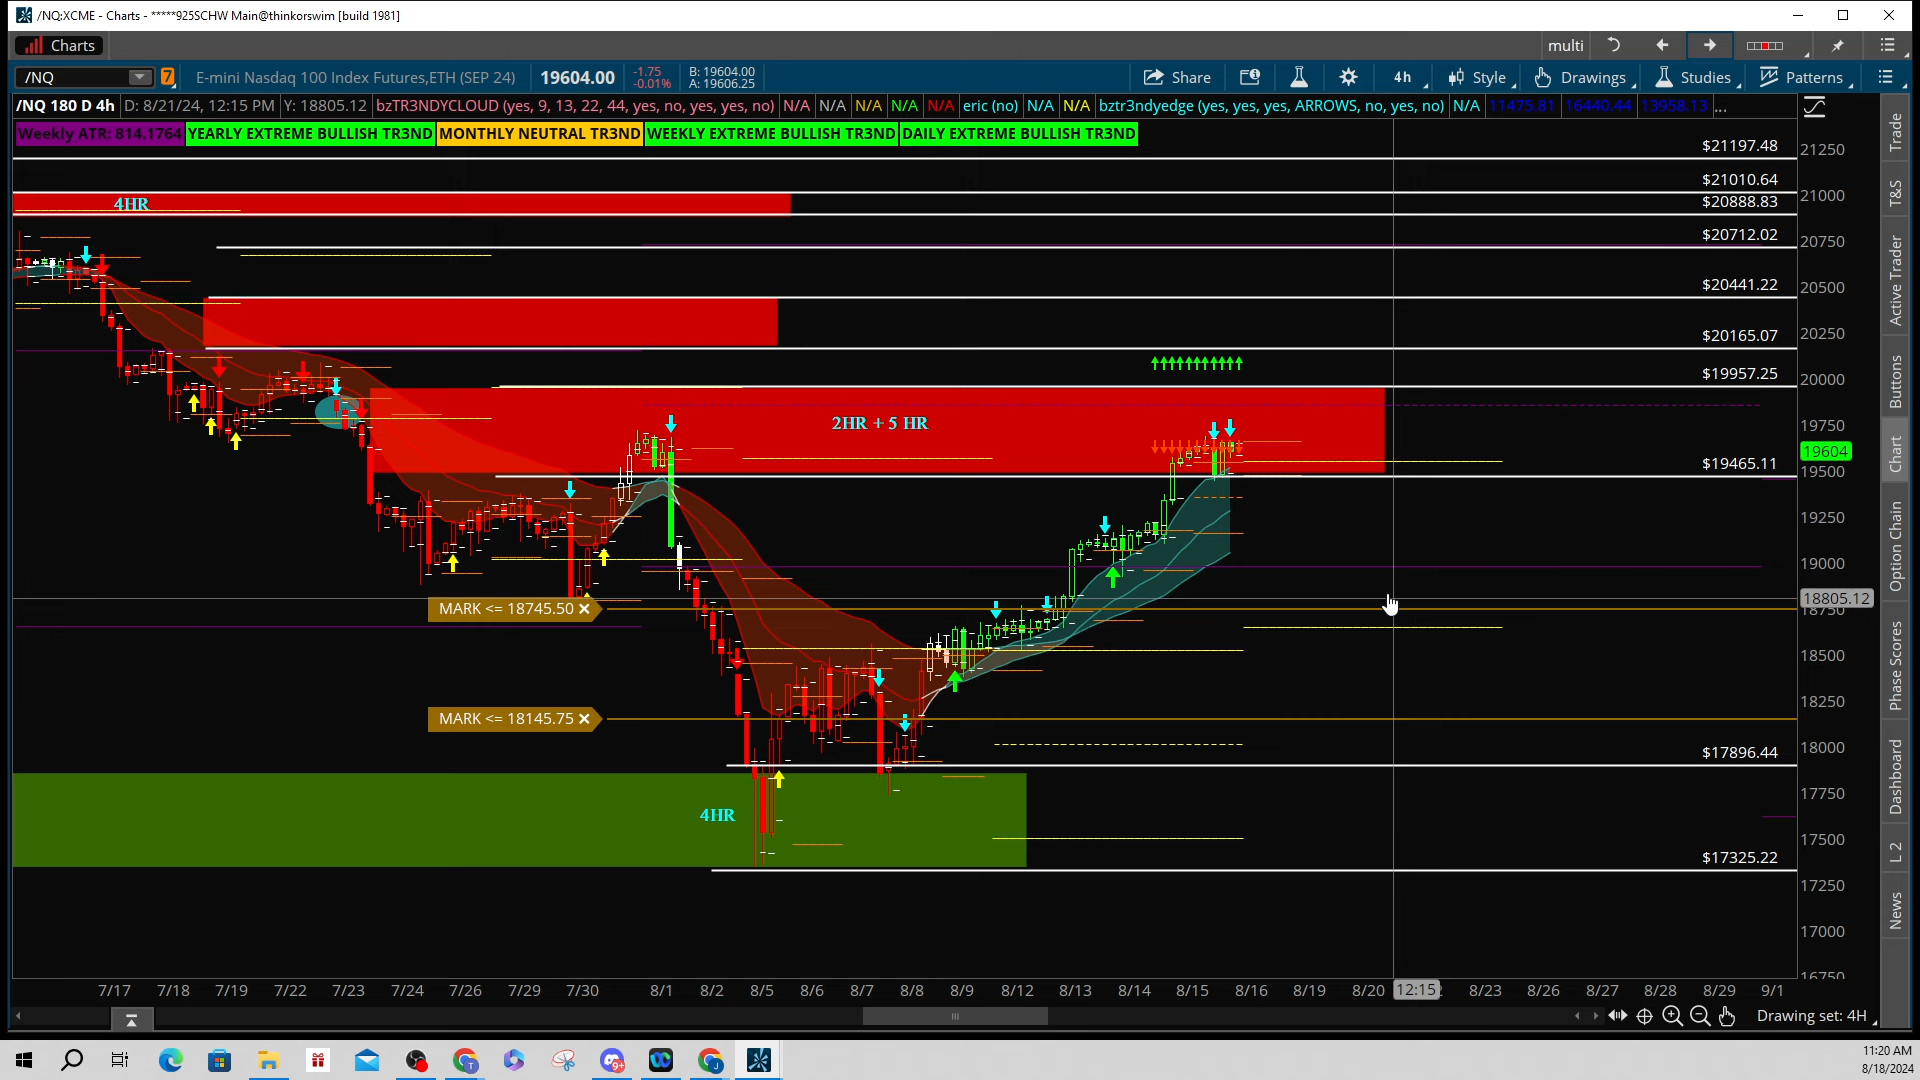 /NQ:XCME - Charts - *****925SCHW Main@thinkorswim [build 1981]
Charts
multi
/NQ
7
E-mini Nasdaq 100 Index Futures,ETH (SEP 24)
19604.00
-1.75
-0.01%
B: 19604.00
A: 19606.25
Share
4h
Style
Drawings
Studies
Patterns
/NQ 180 D 4h D: 8/21/24, 12:15 PM Y: 18805.12 bzTR3NDYCLOUD (yes, 9, 13, 22, 44, yes, no, yes, yes, no) N/A N/A N/A N/A N/A eric (no) N/A N/A bztr3ndyedge (yes, yes, yes, ARROWS, no, yes, no) N/A 11475.81 16440.44 13958.13 ...
Weekly ATR: 814.1764 YEARLY EXTREME BULLISH TR3ND MONTHLY NEUTRAL TR3ND WEEKLY EXTREME BULLISH TR3ND DAILY EXTREME BULLISH TR3ND
$21197.48
21250
$21010.64
21000
$20888.83
4HR
$20712.02
20750
$20441.22
20500
$20165.07
20250
$19957.25
20000
2HR + 5 HR
19750
19604
$19465.11
19500
19250
19000
18805.12
18750
MARK <= 18745.50
18500
18250
MARK <= 18145.75
18000
$17896.44
17750
4HR
17500
$17325.22
17250
17000
16750
7/17 7/18 7/19 7/22 7/23 7/24 7/26 7/29 7/30 8/1 8/2 8/5 8/6 8/7 8/8 8/9 8/12 8/13 8/14 8/15 8/16 8/19 8/20 12:15 8/23 8/26 8/27 8/28 8/29 9/1
Drawing set: 4H
Trade
T&S
Active Trader
Buttons
Chart
Option Chain
Phase Scores
Dashboard
L 2
News
9+
T
J
11:20 AM
8/18/2024